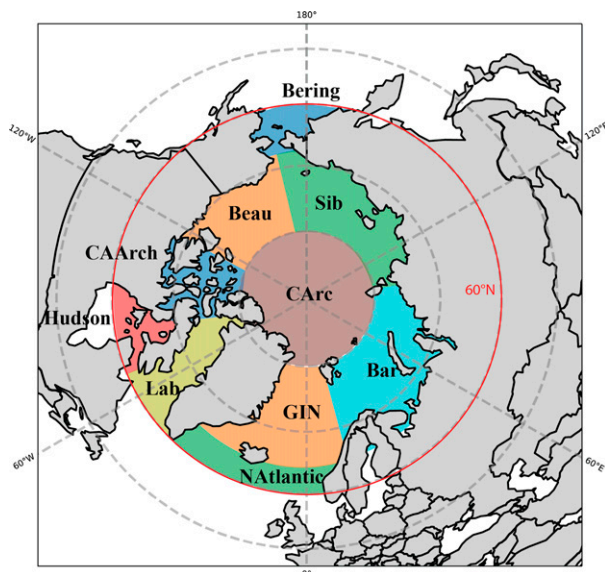 180°
Bering
120°W
120°E
Beau
Sib
CAArch
CArc
60°N
Hudson
Bar
Lab
GIN
NAtlantic
60°W
60°E